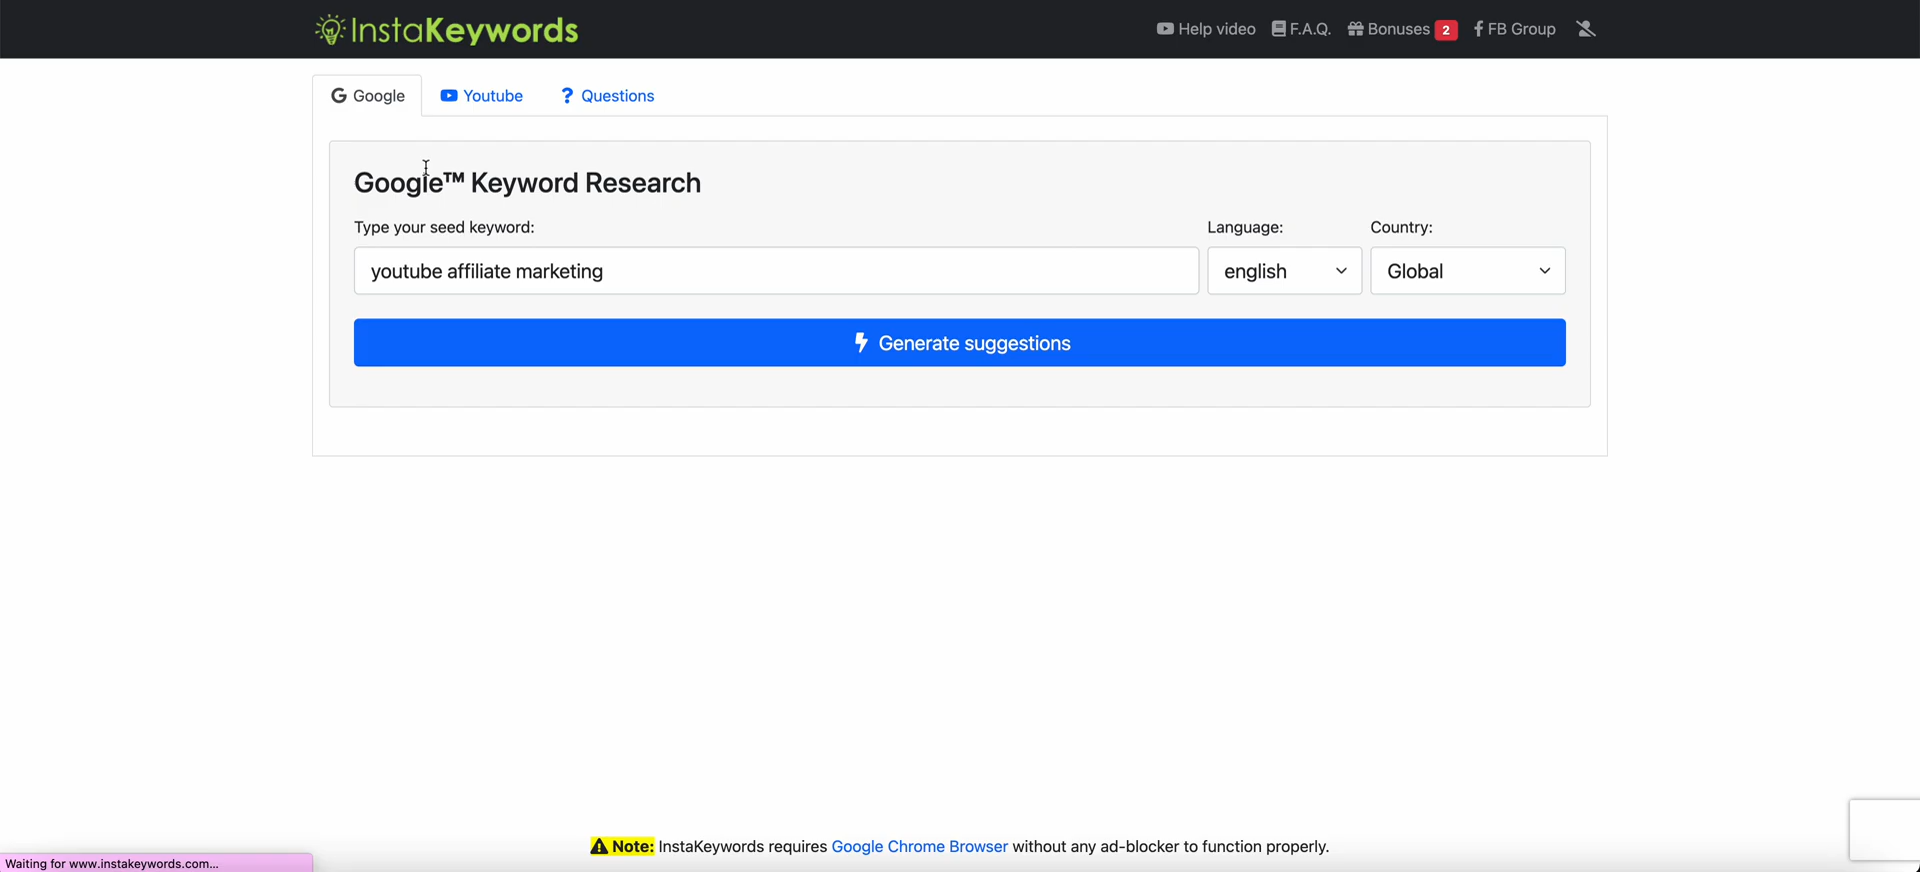 InstaKeywords
Help video F.A.Q. Bonuses 2 FB Group
Google Youtube ? Questions
Google™ Keyword Research
Type your seed keyword: Language: Country:
youtube affiliate marketing english Global
Generate suggestions
Note: InstaKeywords requires Google Chrome Browser without any ad-blocker to function properly.
Waiting for www.instakeywords.com...